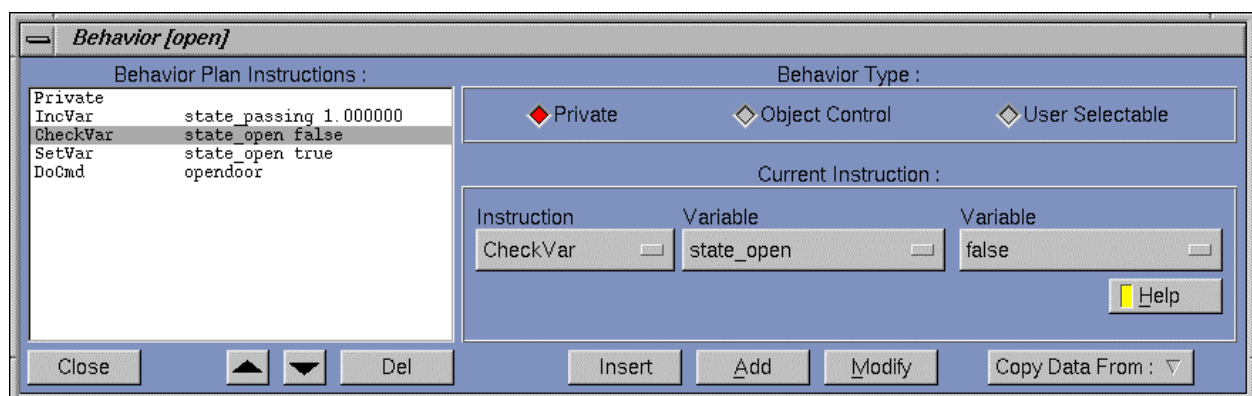 Behavior [open]
Behavior Plan Instructions :
Private
IncVar state_passing 1.000000
CheckVar state_open false
SetVar state_open true
DoCmd opendoor
Behavior Type :
Private Object Control User Selectable
Current Instruction :
Instruction Variable Variable
CheckVar state_open false
Help
Close Del Insert Add Modify Copy Data From :